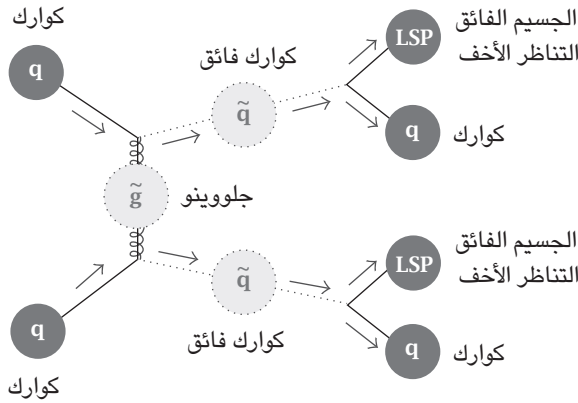 كوارك
q
كوارك فائق
q̃
LSP
الجسيم الفائق
التناظر الأخف
q
كوارك
g̃
جلووينو
q
كوارك
q̃
كوارك فائق
LSP
الجسيم الفائق
التناظر الأخف
q
كوارك